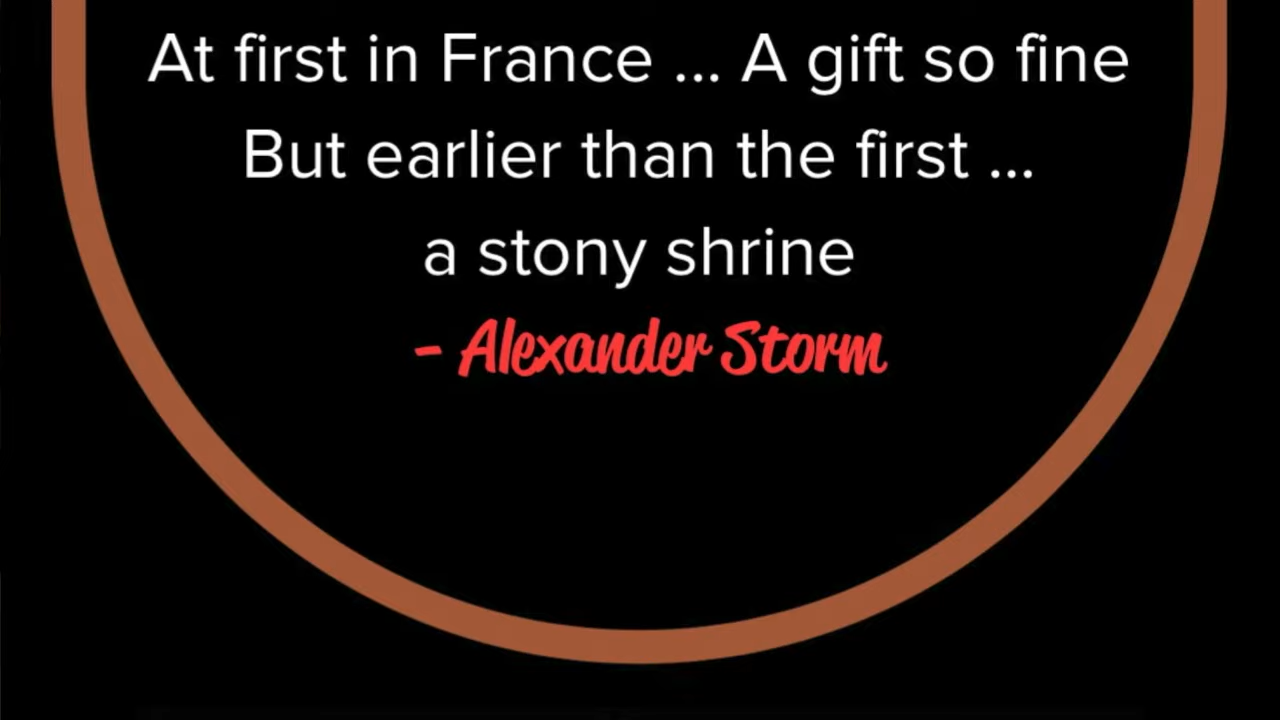 At first in France ... A gift so fine
But earlier than the first ...
a stony shrine
- Alexander Storm